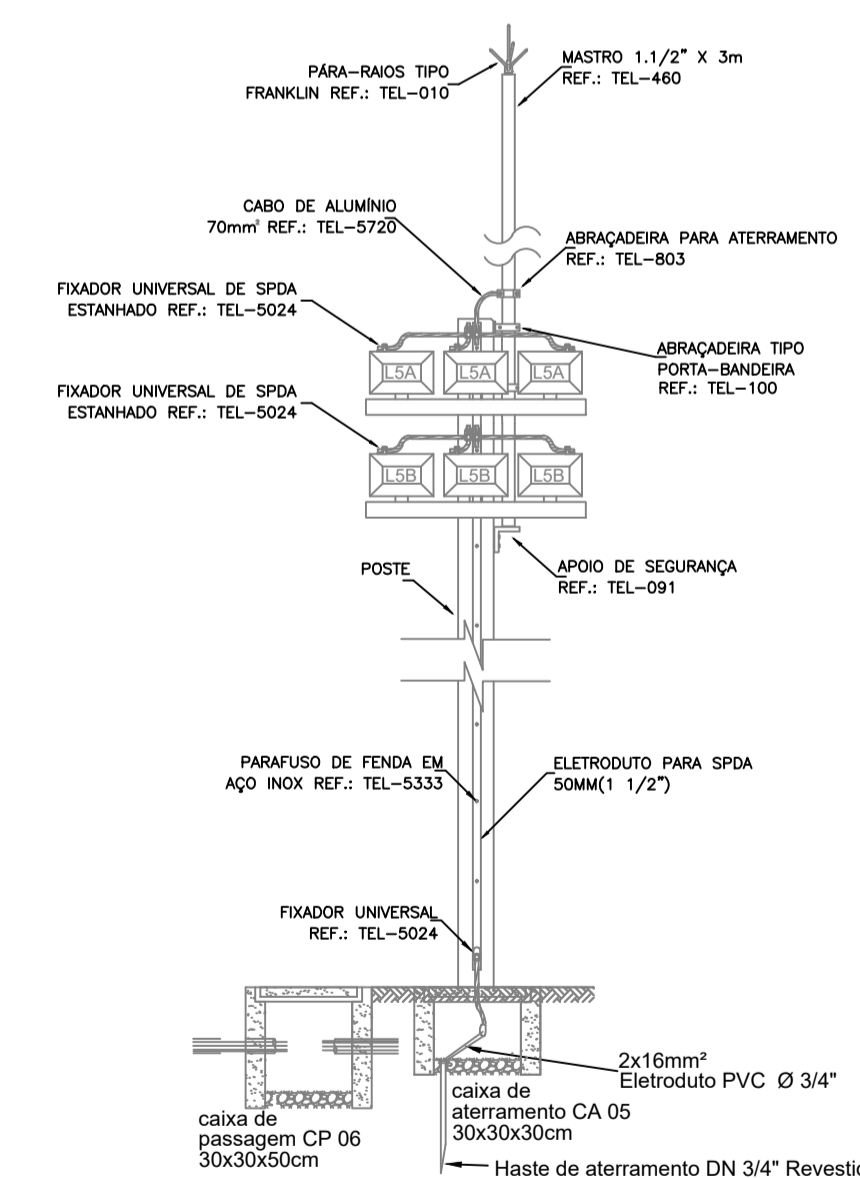 PÁRA-RAIOS TIPO
FRANKLIN REF.: TEL-010
MASTRO 1.1/2" X 3m
REF.: TEL-460
CABO DE ALUMÍNIO
70mm² REF.: TEL-5720
ABRAÇADEIRA PARA ATERRAMENTO
REF.: TEL-803
FIXADOR UNIVERSAL DE SPDA
ESTANHADO REF.: TEL-5024
ABRAÇADEIRA TIPO
PORTA-BANDEIRA
REF.: TEL-100
L5A
L5A
L5A
FIXADOR UNIVERSAL DE SPDA
ESTANHADO REF.: TEL-5024
L5B
L5B
L5B
POSTE
APOIO DE SEGURANÇA
REF.: TEL-091
PARAFUSO DE FENDA EM
AÇO INOX REF.: TEL-5333
ELETRODUTO PARA SPDA
50MM(1 1/2")
FIXADOR UNIVERSAL
REF.: TEL-5024
2x16mm²
Eletroduto PVC Ø 3/4"
caixa de
passagem CP 06
30x30x50cm
caixa de
aterramento CA 05
30x30x30cm
Haste de aterramento DN 3/4" Revestid